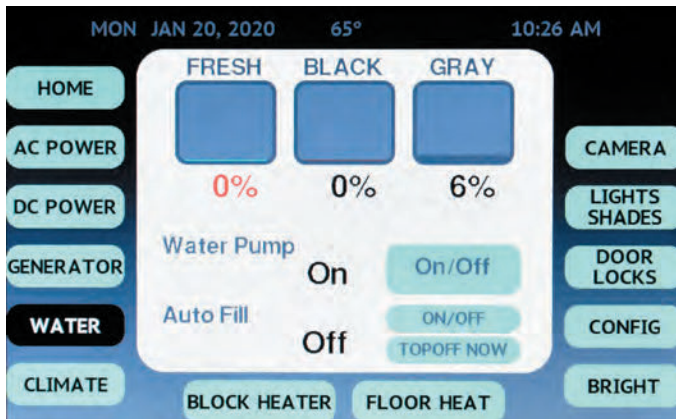 MON JAN 20, 2020 65° 10:26 AM
HOME
AC POWER
DC POWER
GENERATOR
WATER
CLIMATE
FRESH BLACK GRAY
0% 0% 6%
Water Pump
On
On/Off
Auto Fill
Off
ON/OFF
TOPOFF NOW
CAMERA
LIGHTS
SHADES
DOOR
LOCKS
CONFIG
BRIGHT
BLOCK HEATER FLOOR HEAT